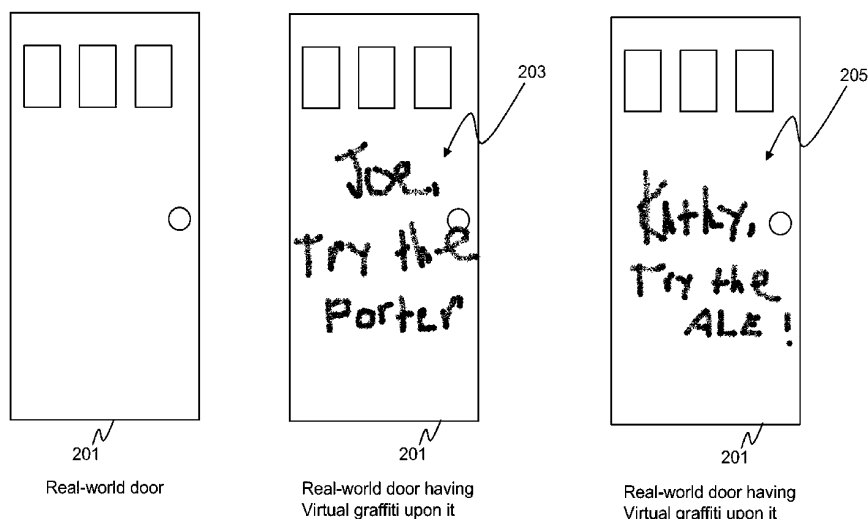 203
205
Joe,
Try the
Porter
Kathy,
Try the
ALE!
201
201
201
Real-world door
Real-world door having
Virtual graffiti upon it
Real-world door having
Virtual graffiti upon it